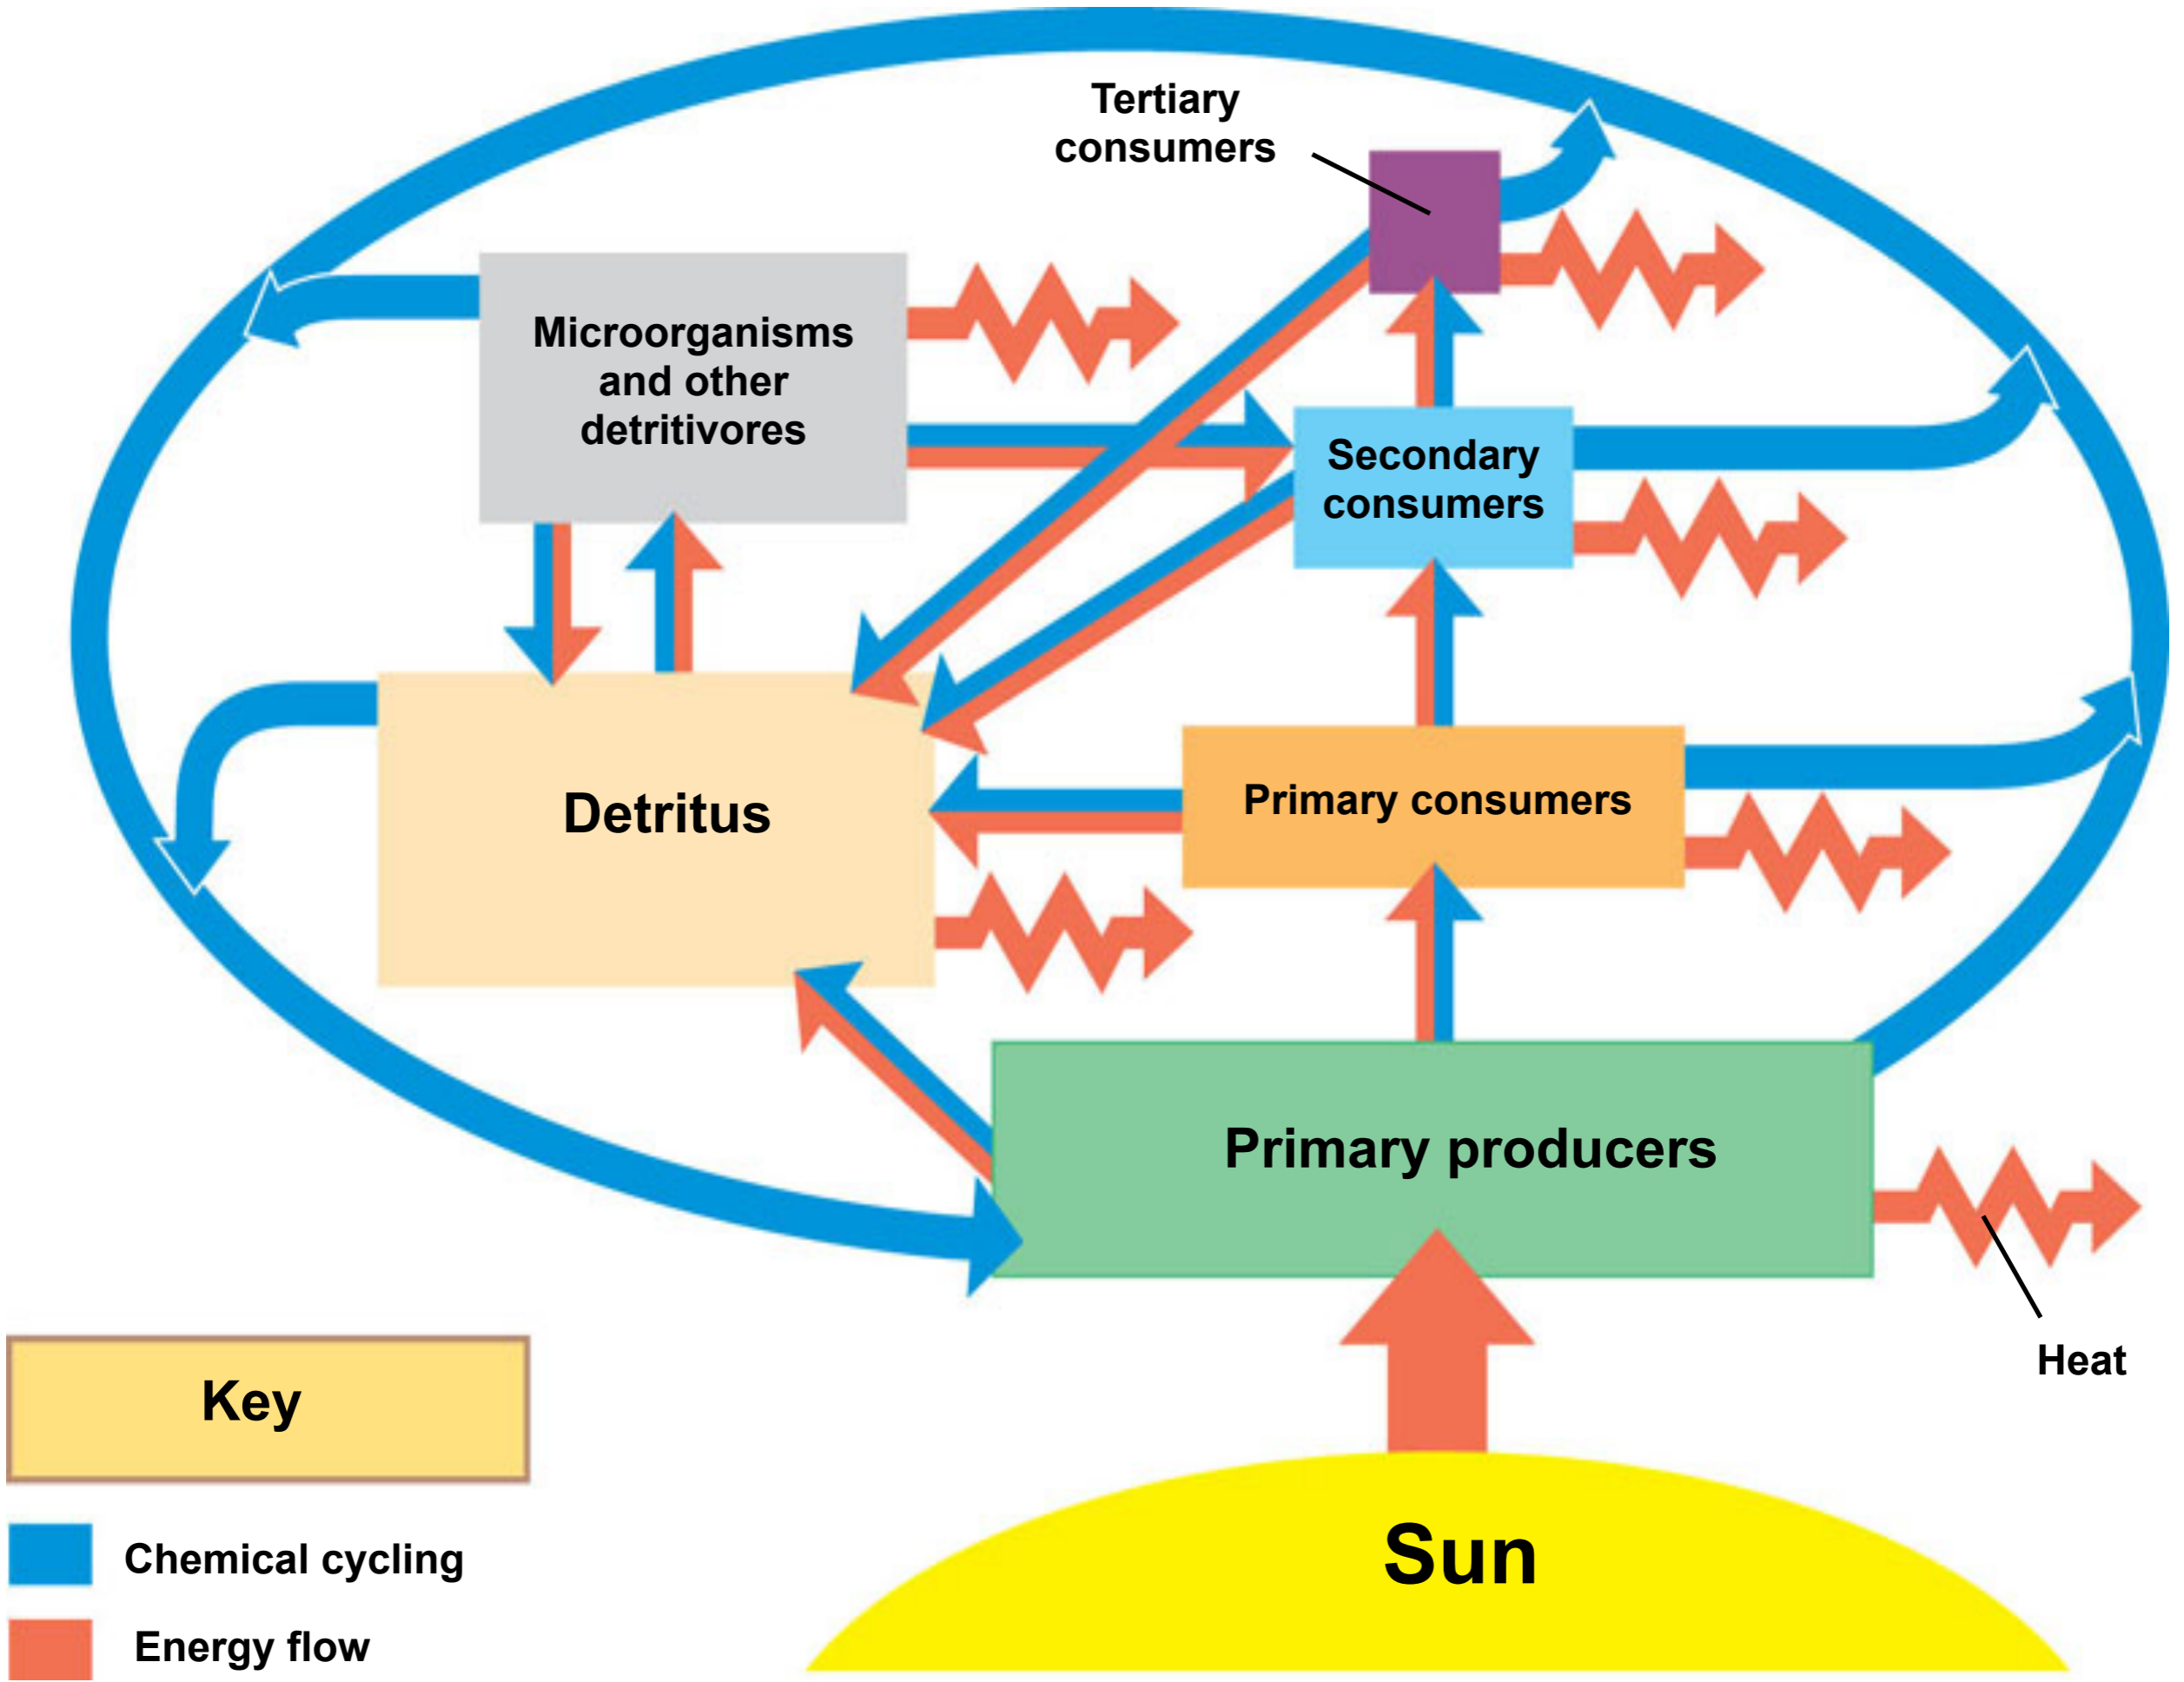 Tertiary
consumers
Microorganisms
and other
detritivores
Secondary
consumers
Detritus
Primary consumers
Primary producers
Heat
Key
Sun
Chemical cycling
Energy flow